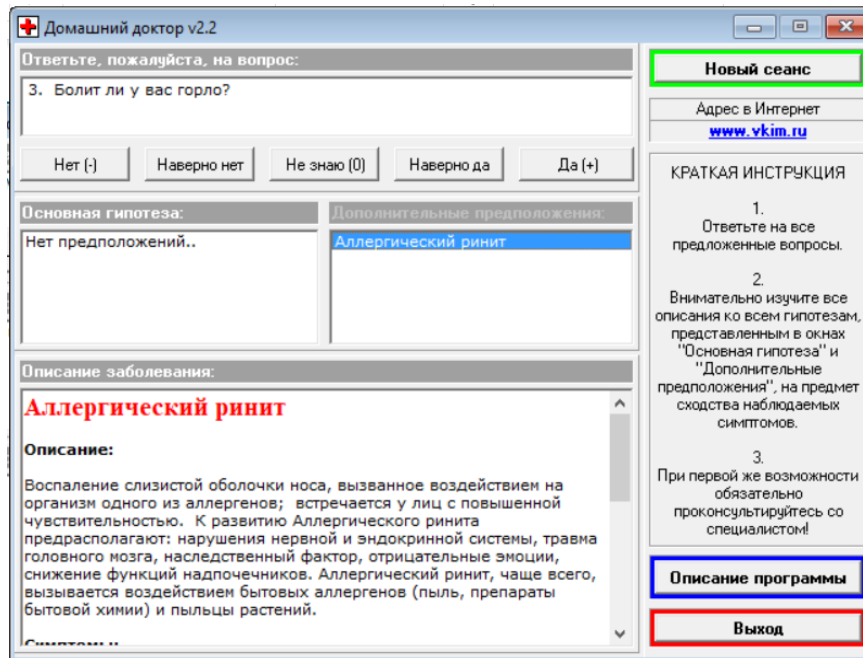 Домашний доктор v2.2
Ответьте, пожалуйста, на вопрос:
3. Болит ли у вас горло?
Нет (-)
Наверно нет
Не знаю (0)
Наверно да
Да (+)
Основная гипотеза:
Нет предположений..
Дополнительные предположения:
Аллергический ринит
Описание заболевания:
Аллергический ринит
Описание:
Воспаление слизистой оболочки носа, вызванное воздействием на
организм одного из аллергенов; встречается у лиц с повышенной
чувствительностью. К развитию Аллергического ринита
предрасполагают: нарушения нервной и эндокринной системы, травма
головного мозга, наследственный фактор, отрицательные эмоции,
снижение функций надпочечников. Аллергический ринит, чаще всего,
вызывается воздействием бытовых аллергенов (пыль, препараты
бытовой химии) и пыльцы растений.
Симптомы:
Новый сеанс
Адрес в Интернет
www.vkim.ru
КРАТКАЯ ИНСТРУКЦИЯ
1.
Ответьте на все
предложенные вопросы.
2.
Внимательно изучите все
описания ко всем гипотезам,
представленным в окнах
"Основная гипотеза" и
"Дополнительные
предположения", на предмет
сходства наблюдаемых
симптомов.
3.
При первой же возможности
обязательно
проконсультируйтесь со
специалистом!
Описание программы
Выход